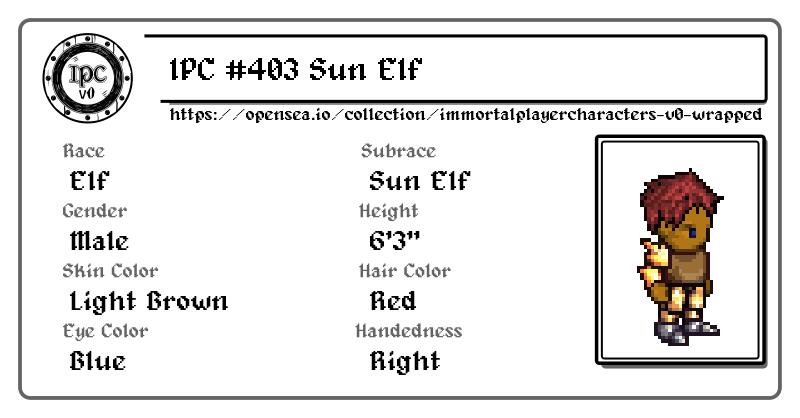 IPC
v0
IPC #403 Sun Elf
https://opensea.io/collection/immortalplayercharacters-v0-wrapped
Race
Elf
Subrace
Sun Elf
Gender
Male
Height
6'3"
Skin Color
Light Brown
Hair Color
Red
Eye Color
Blue
Handedness
Right